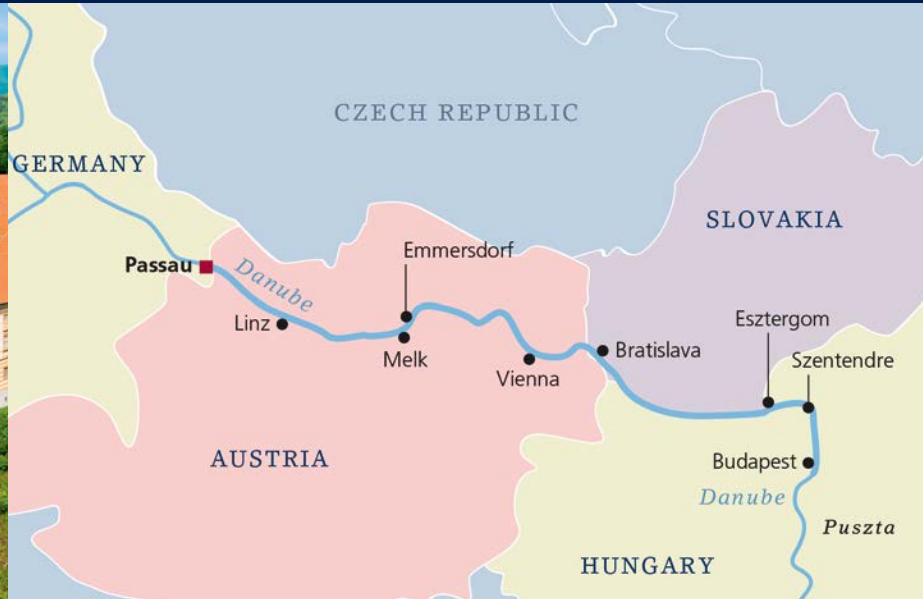 CZECH REPUBLIC
GERMANY
SLOVAKIA
Emmersdorf
Passau
Danube
Esztergom
Linz
Bratislava
Melk
Szentendre
Vienna
AUSTRIA
Budapest
Danube
Puszta
HUNGARY